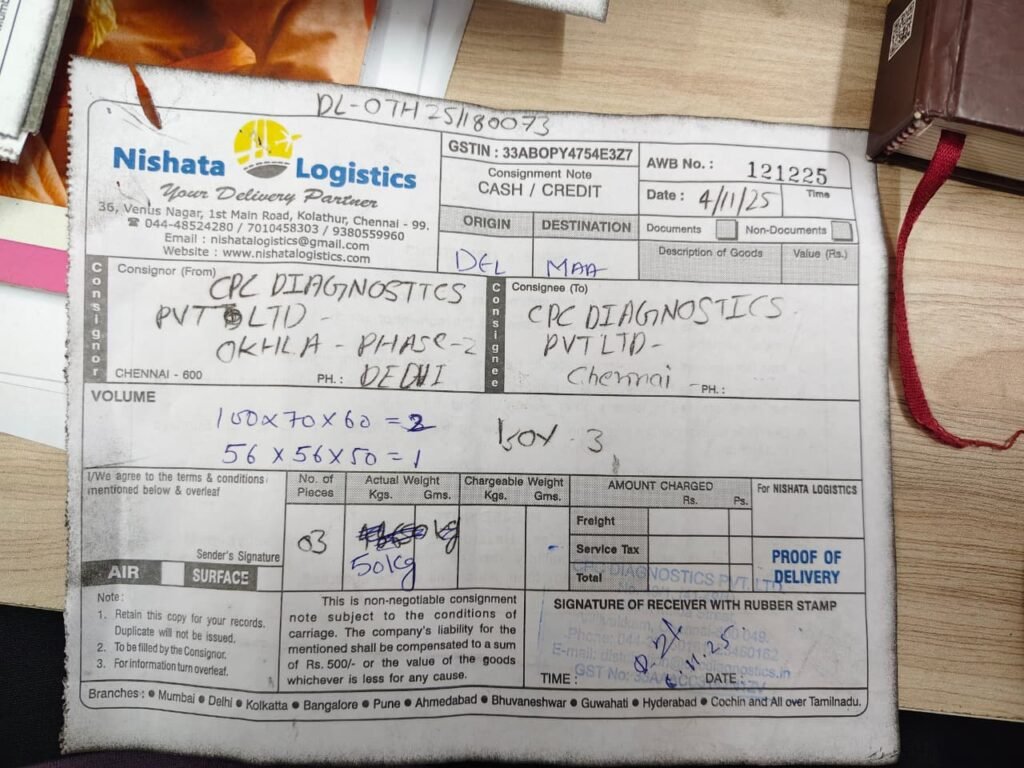 DL-OTH25/180073
Nishata Logistics
Your Delivery Partner
36, Venus Nagar, 1st Main Road, Kolathur, Chennai - 99.
☎ 044-48524280 / 7010458303 / 9380559960
Email : nishatalogistics@gmail.com
Website : www.nishatalogistics.com
GSTIN : 33ABOPY4754E3Z7
Consignment Note
CASH / CREDIT
AWB No. : 121225
Date : 4/11/25 Time
ORIGIN DESTINATION
DEL MAA
Documents Non-Documents
Description of Goods Value (Rs.)
Consignor
Consignor (From) CPC DIAGNOSTICS
PVT LTD -
OKHLA - PHASE-2
CHENNAI - 600 PH. : DELHI
Consignee
Consignee (To)
CPC DIAGNOSTICS
PVT LTD-
Chennai - PH. :
VOLUME
100x70x60 = 2
56 x 56 x 50 = 1
box - 3
I/We agree to the terms & conditions
mentioned below & overleaf
Sender's Signature
AIR SURFACE
No. of Pieces
03
Actual Weight
Kgs. Gms.
kg
50kg
Chargeable Weight
Kgs. Gms.
AMOUNT CHARGED
Rs. Ps.
Freight
Service Tax
Total
For NISHATA LOGISTICS
PROOF OF
DELIVERY
Note :
1. Retain this copy for your records.
Duplicate will not be issued.
2. To be filled by the Consignor.
3. For information turn overleaf.
This is non-negotiable consignment
note subject to the conditions of
carriage. The company's liability for the
mentioned shall be compensated to a sum
of Rs. 500/- or the value of the goods
whichever is less for any cause.
CPC DIAGNOSTICS PVT. LTD
SIGNATURE OF RECEIVER WITH RUBBER STAMP
Phone: 044-
E-mail:
GST No:
11.25
TIME : DATE :
Branches : • Mumbai • Delhi • Kolkatta • Bangalore • Pune • Ahmedabad • Bhuvaneshwar • Guwahati • Hyderabad • Cochin and All over Tamilnadu.